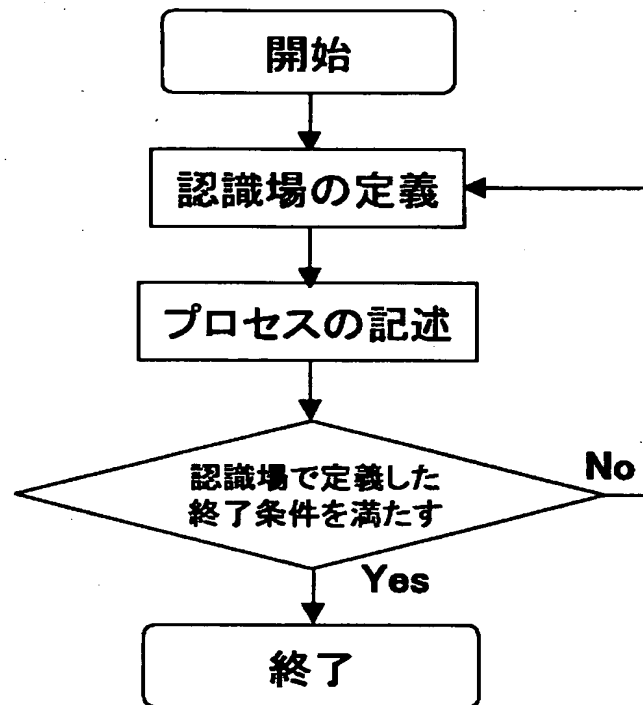 開始
認識場の定義
プロセスの記述
認識場で定義した
終了条件を満たす
No
Yes
終了